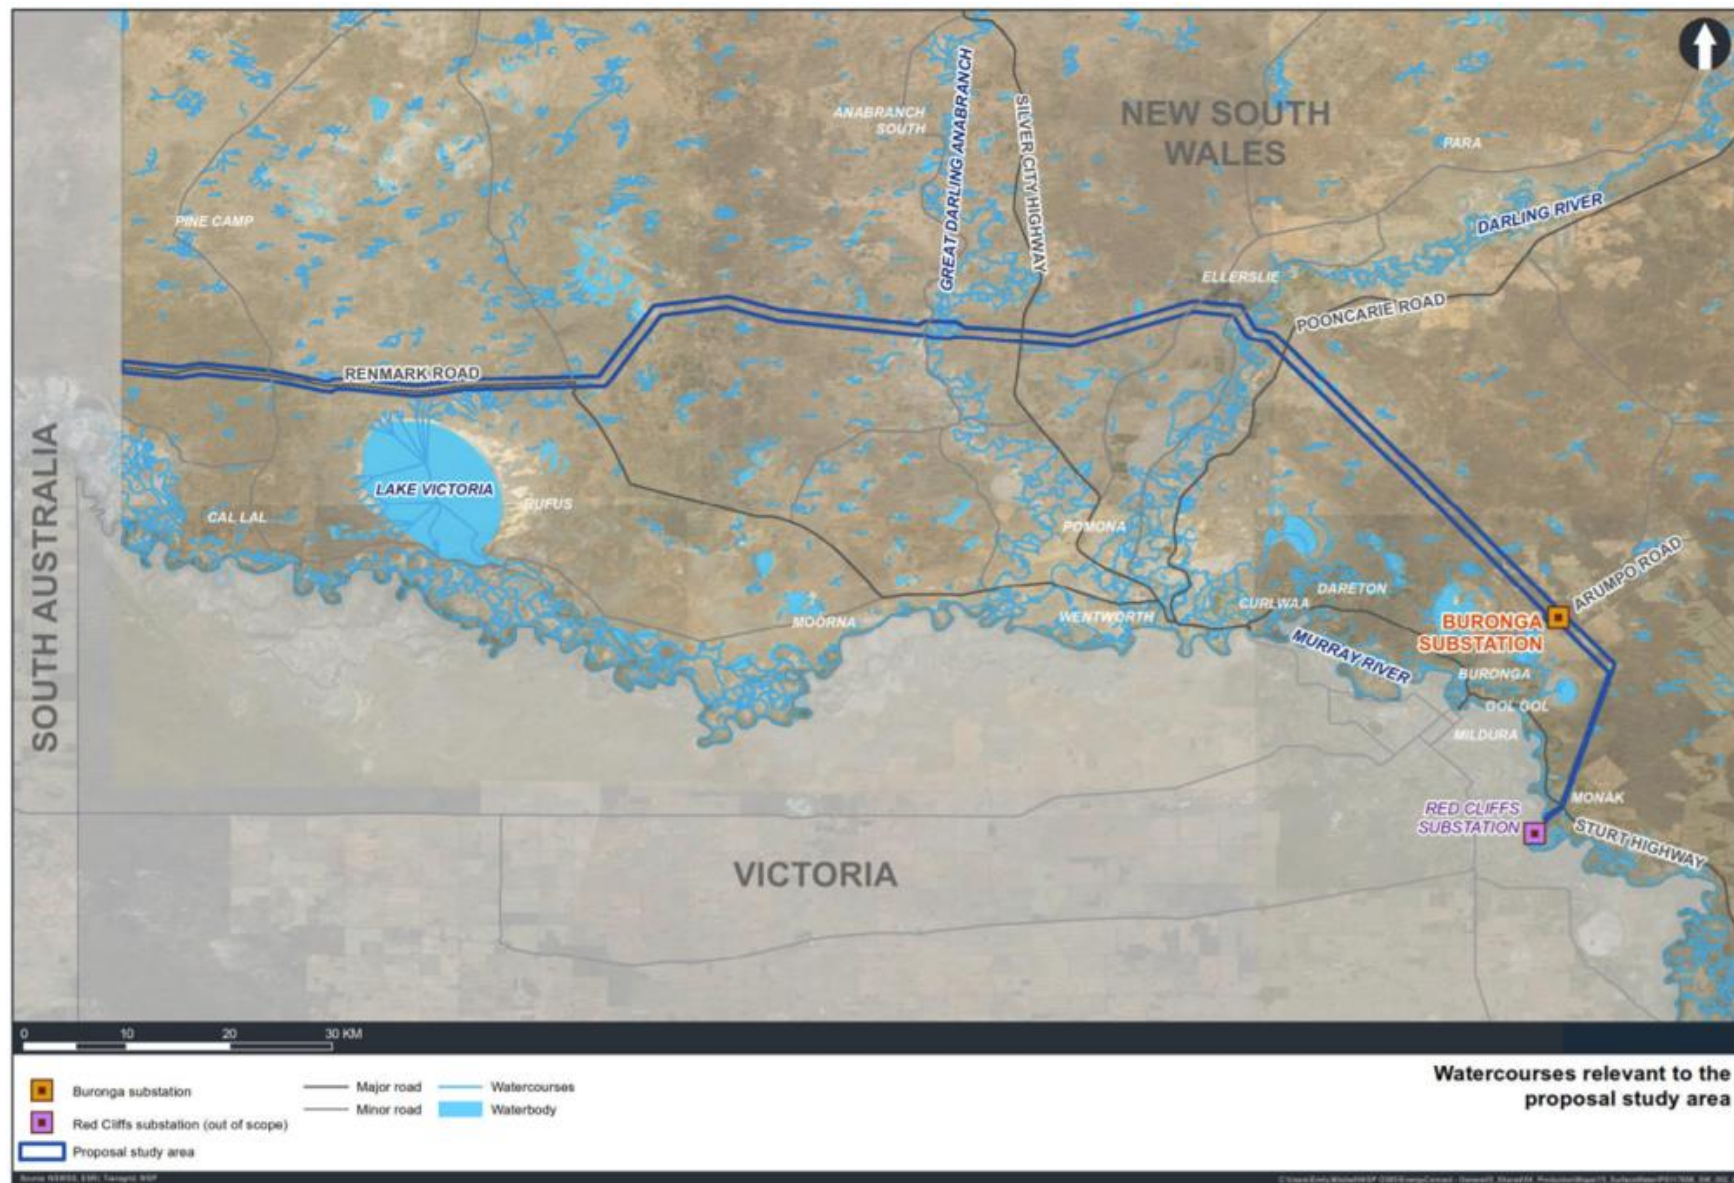 ANABRANCH
SOUTH
GREAT DARLING ANABRANCH
SILVER CITY HIGHWAY
NEW SOUTH
WALES
PARA
PINE CAMP
DARLING RIVER
ELLERSLIE
POONCARIE ROAD
RENMARK ROAD
SOUTH AUSTRALIA
LAKE VICTORIA
RUFUS
CAL LAL
POMONA
ARUMPO ROAD
DARETON
CURLWAA
WENTWORTH
MOORNA
BURONGA
SUBSTATION
MURRAY RIVER
BURONGA
GOL GOL
MILDURA
MONAK
RED CLIFFS
SUBSTATION
STURT HIGHWAY
VICTORIA
0 10 20 30 KM
Buronga substation
Red Cliffs substation (out of scope)
Proposal study area
Major road
Minor road
Watercourses
Waterbody
Watercourses relevant to the
proposal study area